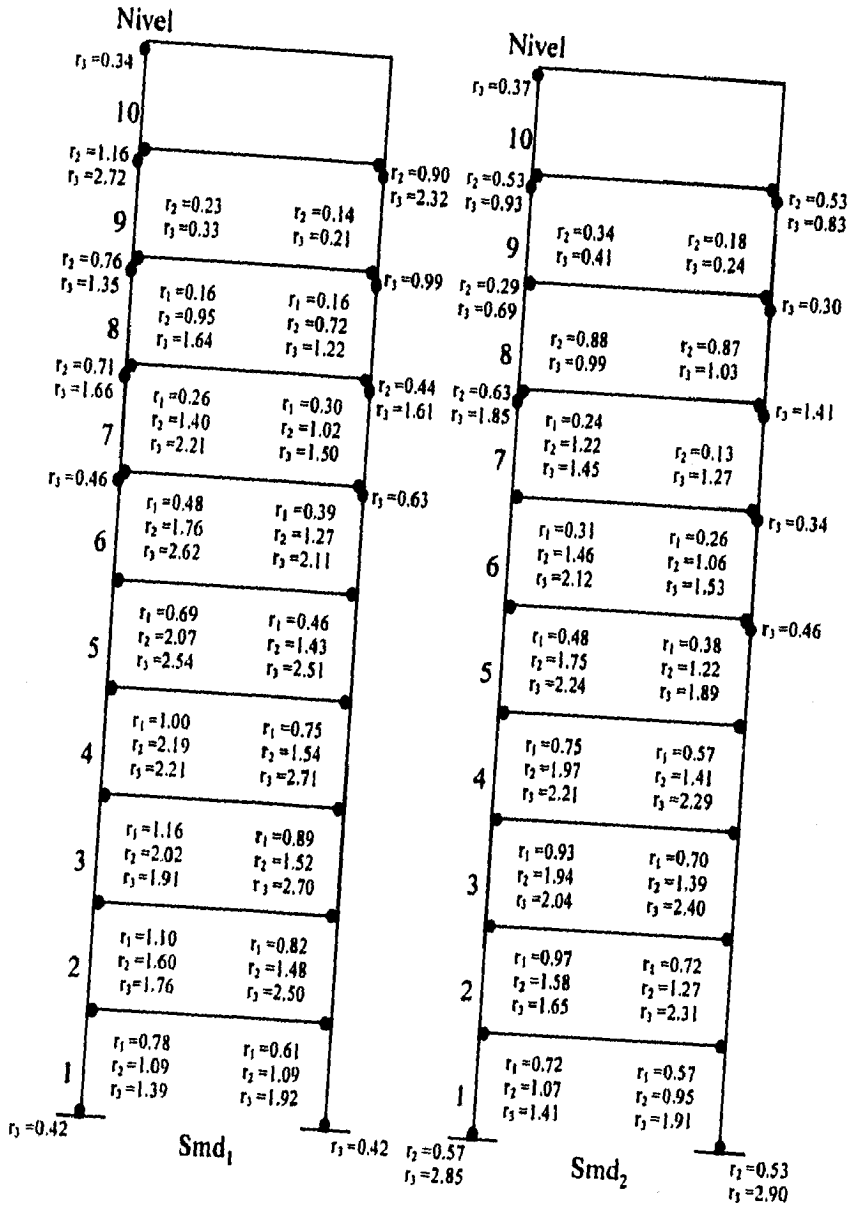 Nivel
r₃ =0.34
10
r₂ =1.16
r₃ =2.72
r₂ =0.90
r₃ =2.32
9
r₂ =0.23
r₃ =0.33
r₂ =0.14
r₃ =0.21
r₂ =0.76
r₃ =1.35
r₃ =0.99
8
r₁ =0.16
r₂ =0.95
r₃ =1.64
r₁ =0.16
r₂ =0.72
r₃ =1.22
r₂ =0.71
r₃ =1.66
r₂ =0.44
r₃ =1.61
7
r₁ =0.26
r₂ =1.40
r₃ =2.21
r₁ =0.30
r₂ =1.02
r₃ =1.50
r₃ =0.46
r₃ =0.63
6
r₁ =0.48
r₂ =1.76
r₃ =2.62
r₁ =0.39
r₂ =1.27
r₃ =2.11
5
r₁ =0.69
r₂ =2.07
r₃ =2.54
r₁ =0.46
r₂ =1.43
r₃ =2.51
4
r₁ =1.00
r₂ =2.19
r₃ =2.21
r₁ =0.75
r₂ =1.54
r₃ =2.71
3
r₁ =1.16
r₂ =2.02
r₃ =1.91
r₁ =0.89
r₂ =1.52
r₃ =2.70
2
r₁ =1.10
r₂ =1.60
r₃ =1.76
r₁ =0.82
r₂ =1.48
r₃ =2.50
1
r₁ =0.78
r₂ =1.09
r₃ =1.39
r₁ =0.61
r₂ =1.09
r₃ =1.92
r₃ =0.42
r₃ =0.42
Smd₁
Nivel
r₃ =0.37
10
r₂ =0.53
r₃ =0.93
r₂ =0.53
r₃ =0.83
9
r₂ =0.34
r₃ =0.41
r₂ =0.18
r₃ =0.24
r₂ =0.29
r₃ =0.69
r₃ =0.30
8
r₂ =0.88
r₃ =0.99
r₂ =0.87
r₃ =1.03
r₂ =0.63
r₃ =1.85
r₃ =1.41
7
r₁ =0.24
r₂ =1.22
r₃ =1.45
r₂ =0.13
r₃ =1.27
r₃ =0.34
6
r₁ =0.31
r₂ =1.46
r₃ =2.12
r₁ =0.26
r₂ =1.06
r₃ =1.53
r₃ =0.46
5
r₁ =0.48
r₂ =1.75
r₃ =2.24
r₁ =0.38
r₂ =1.22
r₃ =1.89
4
r₁ =0.75
r₂ =1.97
r₃ =2.21
r₁ =0.57
r₂ =1.41
r₃ =2.29
3
r₁ =0.93
r₂ =1.94
r₃ =2.04
r₁ =0.70
r₂ =1.39
r₃ =2.40
2
r₁ =0.97
r₂ =1.58
r₃ =1.65
r₁ =0.72
r₂ =1.27
r₃ =2.31
1
r₁ =0.72
r₂ =1.07
r₃ =1.41
r₁ =0.57
r₂ =0.95
r₃ =1.91
r₂ =0.57
r₃ =2.85
r₂ =0.53
r₃ =2.90
Smd₂